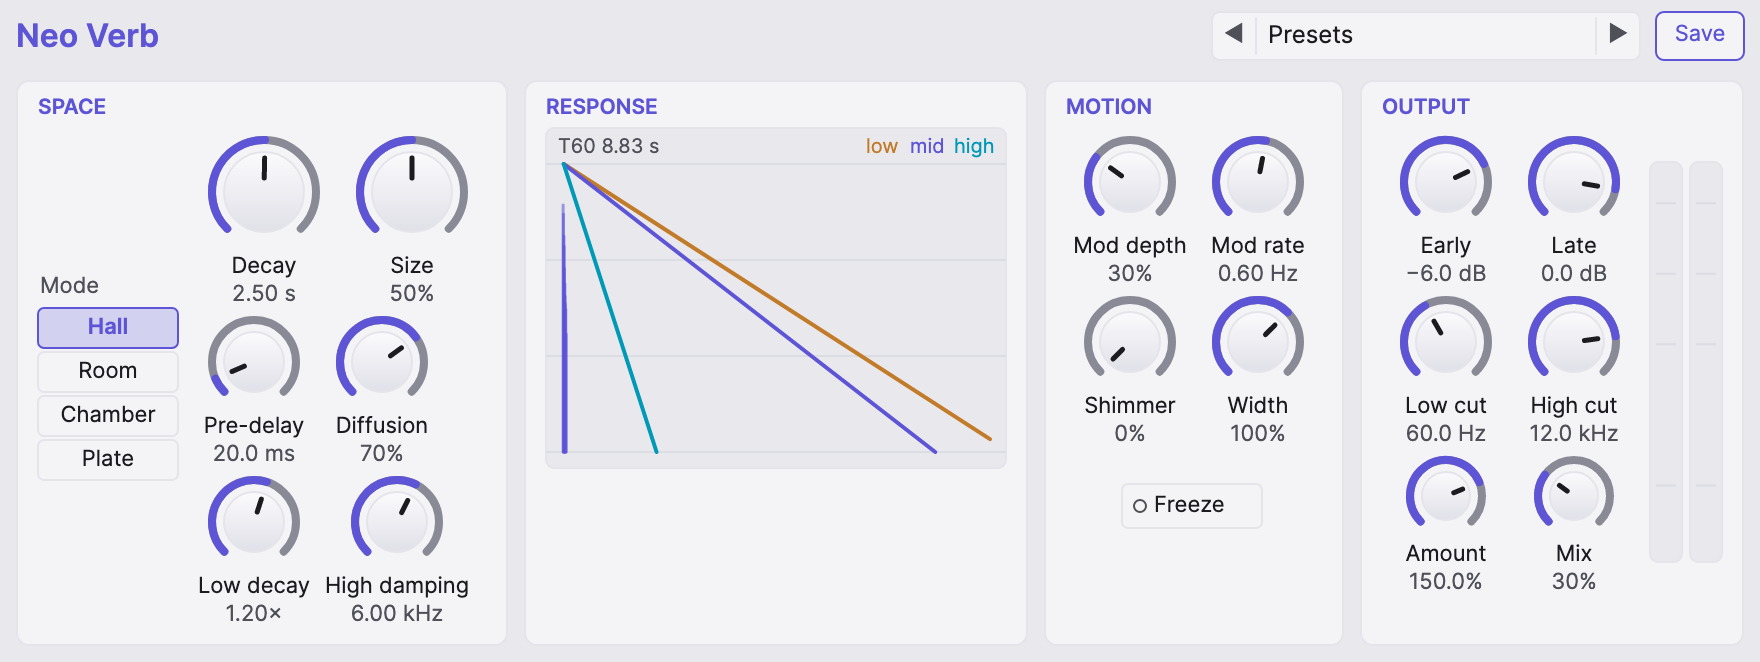 Neo Verb
Presets
Save
SPACE
Mode
Hall
Room
Chamber
Plate
Decay
2.50 s
Size
50%
Pre-delay
20.0 ms
Diffusion
70%
Low decay
1.20×
High damping
6.00 kHz
RESPONSE
T60 8.83 s
low mid high
MOTION
Mod depth
30%
Mod rate
0.60 Hz
Shimmer
0%
Width
100%
Freeze
OUTPUT
Early
−6.0 dB
Late
0.0 dB
Low cut
60.0 Hz
High cut
12.0 kHz
Amount
150.0%
Mix
30%